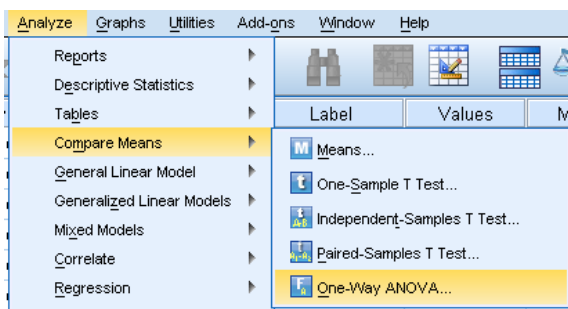 Analyze Graphs Utilities Add-ons Window Help
Reports
Descriptive Statistics
Tables
Label Values
Compare Means
Means...
General Linear Model
One-Sample T Test...
Generalized Linear Models
Independent-Samples T Test...
Mixed Models
Correlate
Paired-Samples T Test...
Regression
One-Way ANOVA...